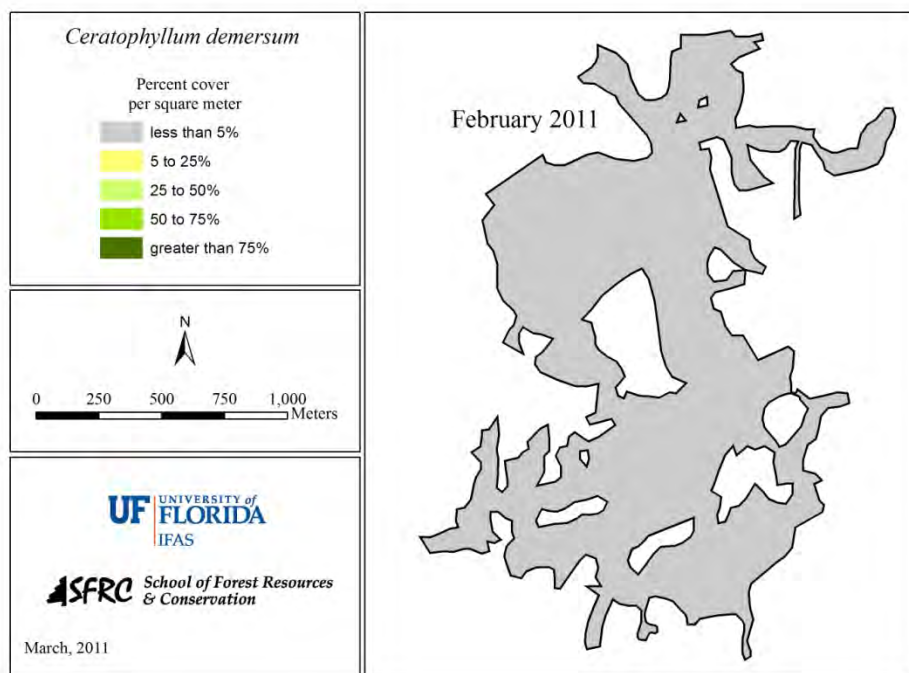 Ceratophyllum demersum
Percent cover
per square meter
less than 5%
5 to 25%
25 to 50%
50 to 75%
greater than 75%
N
0 250 500 750 1,000
Meters
UF UNIVERSITY of
FLORIDA
IFAS
SFRC School of Forest Resources
& Conservation
March, 2011
February 2011